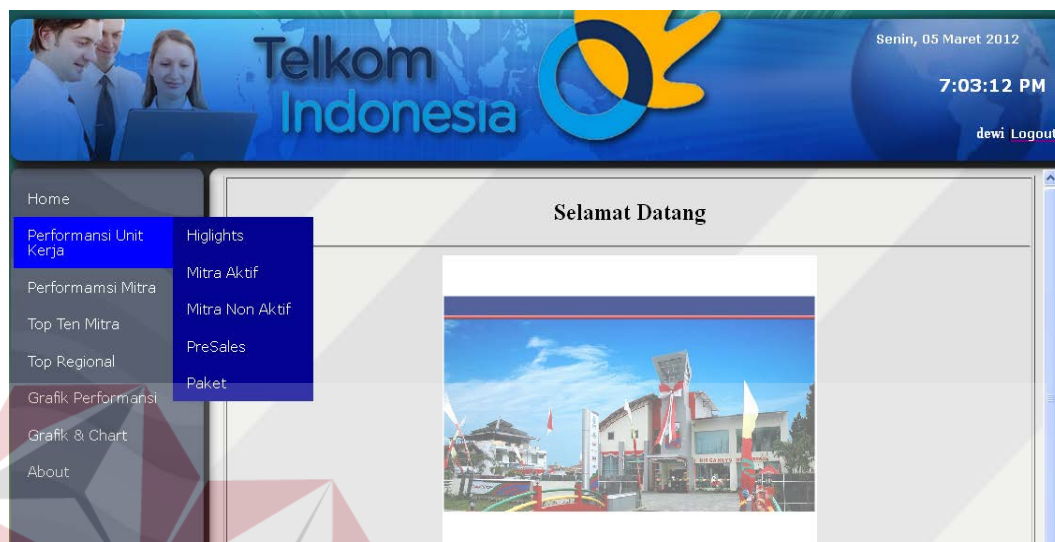 Telkom
Indonesia
Senin, 05 Maret 2012
7:03:12 PM
dewi Logout
Home
Performansi Unit
Kerja
Performamsi Mitra
Top Ten Mitra
Top Regional
Grafik Performansi
Grafik & Chart
About
Higlights
Mitra Aktif
Mitra Non Aktif
PreSales
Paket
Selamat Datang